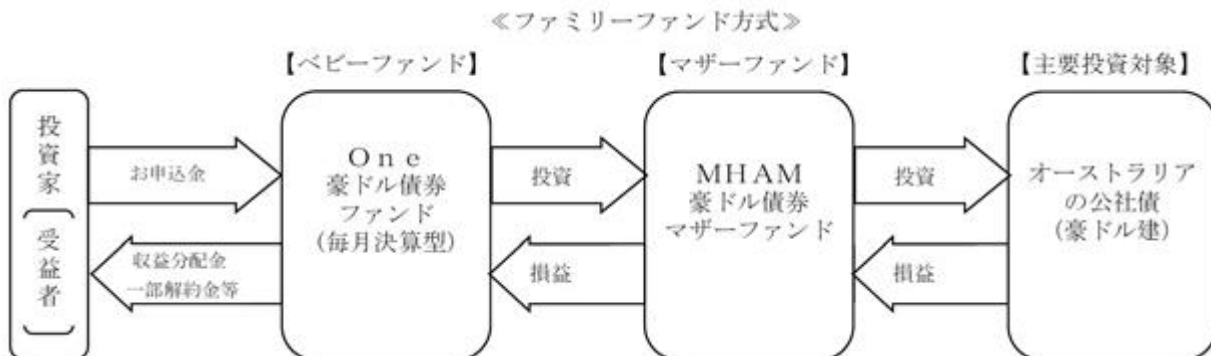 ≪ファミリーファンド方式≫
【ベビーファンド】
【マザーファンド】
【主要投資対象】
投資家
(受益者)
お申込金
収益分配金
一部解約金等
Ｏｎｅ
豪ドル債券
ファンド
(毎月決算型)
投資
損益
MHAM
豪ドル債券
マザーファンド
投資
損益
オーストラリア
の公社債
(豪ドル建)